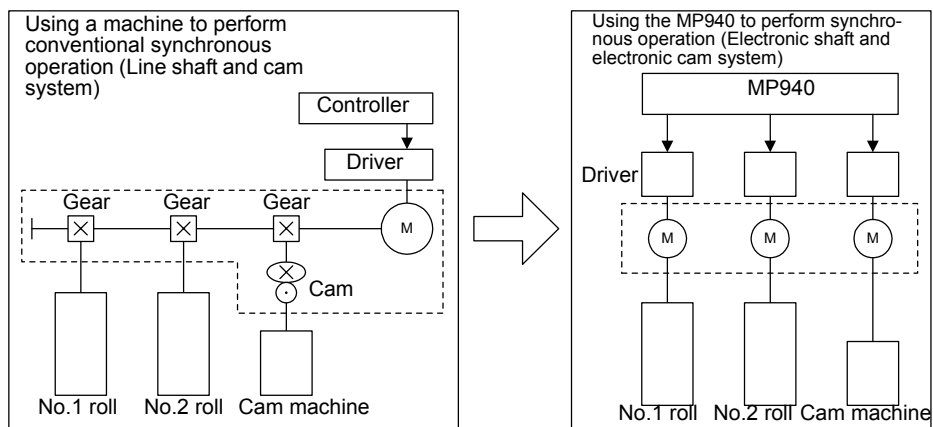 Using a machine to perform
conventional synchronous
operation (Line shaft and cam
system)
Controller
Driver
Gear
Gear
Gear
M
Cam
No.1 roll
No.2 roll
Cam machine
Using the MP940 to perform synchro-
nous operation (Electronic shaft and
electronic cam system)
MP940
Driver
M
M
M
No.1 roll
No.2 roll
Cam machine